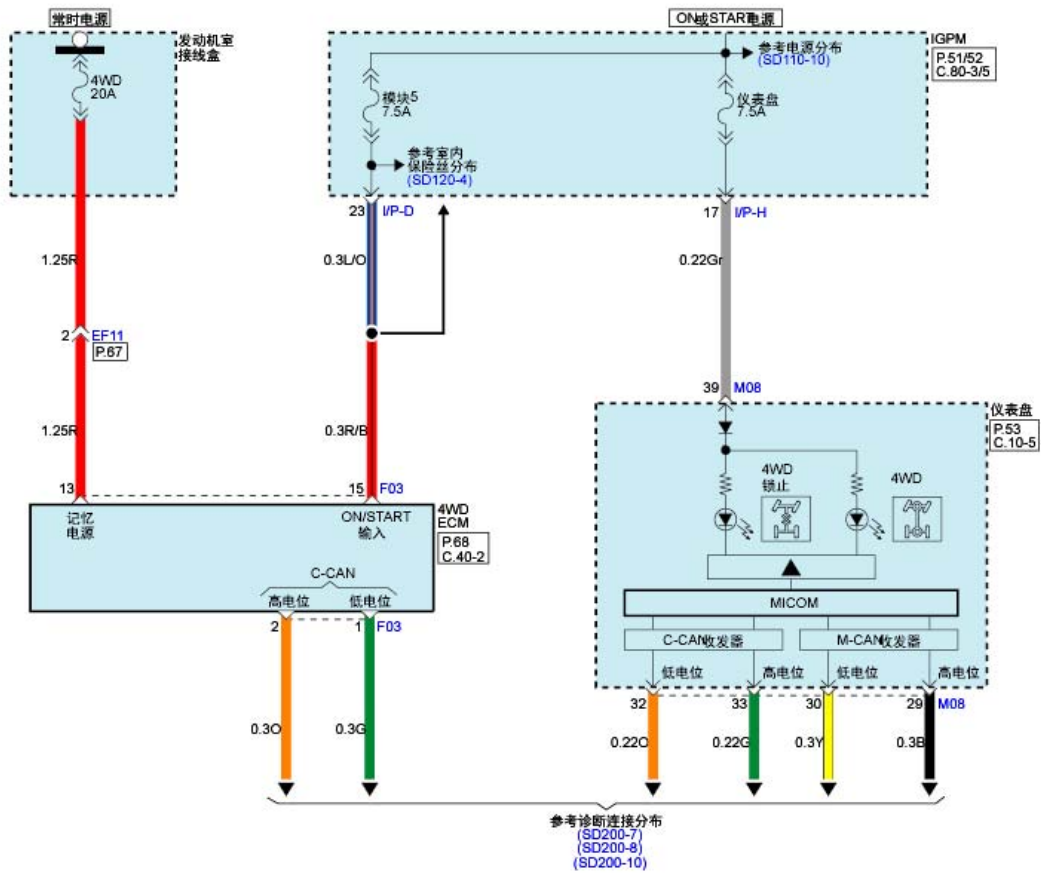 常时电源
ON或START电源
发动机室
接线盒
4WD
20A
IGPM
P.51/52
C.80-3/5
参考电源分布
(SD110-10)
模块5
7.5A
仪表盘
7.5A
参考室内
保险丝分布
(SD120-4)
23 I/P-D
17 I/P-H
1.25R
0.3L/O
0.22Gr
2 EF11
P.67
39 M08
仪表盘
P.53
C.10-5
1.25R
0.3R/B
4WD
锁止
4WD
13
15 F03
记忆
电源
ON/START
输入
4WD
ECM
P.68
C.40-2
C-CAN
高电位 低电位
MICOM
C-CAN收发器
M-CAN收发器
2
1 F03
低电位 高电位 低电位 高电位
32
33
30
29 M08
0.3O
0.3G
0.22O
0.22G
0.3Y
0.3B
参考诊断连接分布
(SD200-7)
(SD200-8)
(SD200-10)